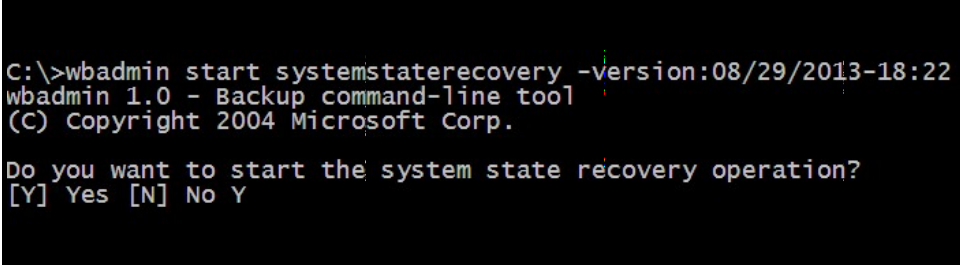 C:\>wbadmin start systemstaterecovery -version:08/29/2013-18:22
wbadmin 1.0 - Backup command-line tool
(C) Copyright 2004 Microsoft Corp.
Do you want to start the system state recovery operation?
[Y] Yes [N] No Y